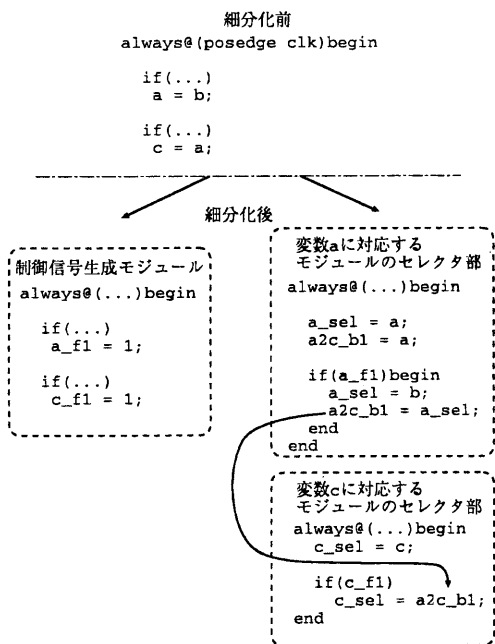 細分化前
always@(posedge clk)begin
if(...)
a = b;
if(...)
c = a;
細分化後
制御信号生成モジュール
always@(...)begin
if(...)
a_f1 = 1;
if(...)
c_f1 = 1;
変数aに対応する
モジュールのセレクタ部
always@(...)begin
a_sel = a;
a2c_b1 = a;
if(a_f1)begin
a_sel = b;
a2c_b1 = a_sel;
end
end
変数cに対応する
モジュールのセレクタ部
always@(...)begin
c_sel = c;
if(c_f1)
c_sel = a2c_b1;
end